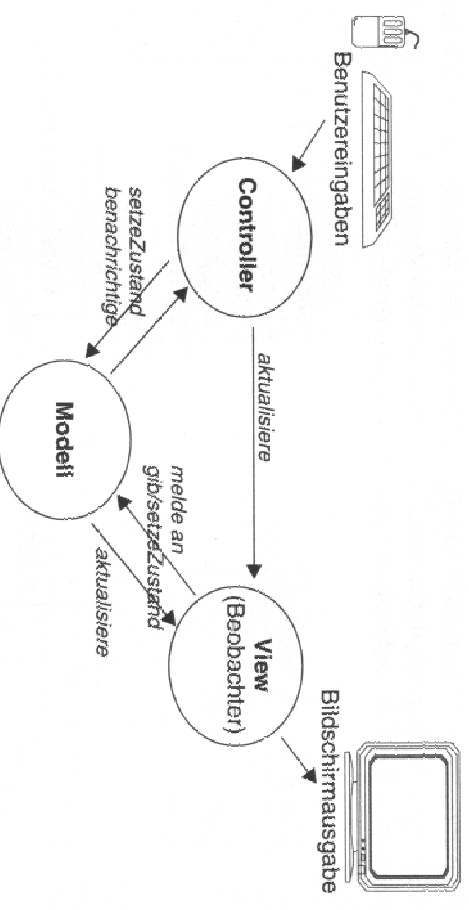 Benutzereingaben
Controller
setzeZustand
benachrichtige
aktualisiere
Modell
melde an
gib/setzeZustand
aktualisiere
View
(Beobachter)
Bildschirmausgabe